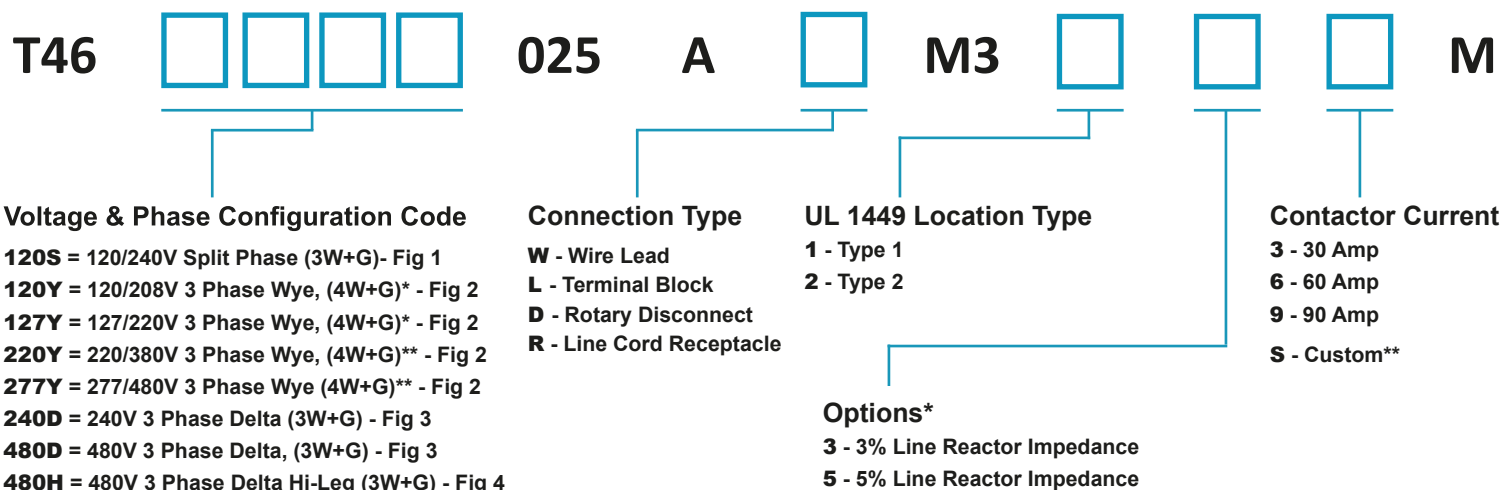 T46 025 A M3 M
Voltage & Phase Configuration Code
120S = 120/240V Split Phase (3W+G)- Fig 1
120Y = 120/208V 3 Phase Wye, (4W+G)* - Fig 2
127Y = 127/220V 3 Phase Wye, (4W+G)* - Fig 2
220Y = 220/380V 3 Phase Wye, (4W+G)** - Fig 2
277Y = 277/480V 3 Phase Wye (4W+G)** - Fig 2
240D = 240V 3 Phase Delta (3W+G) - Fig 3
480D = 480V 3 Phase Delta, (3W+G) - Fig 3
480H = 480V 3 Phase Delta Hi-Leg (3W+G) - Fig 4
Connection Type
W - Wire Lead
L - Terminal Block
D - Rotary Disconnect
R - Line Cord Receptacle
UL 1449 Location Type
1 - Type 1
2 - Type 2
Options*
3 - 3% Line Reactor Impedance
5 - 5% Line Reactor Impedance
Contactor Current
3 - 30 Amp
6 - 60 Amp
9 - 90 Amp
S - Custom**